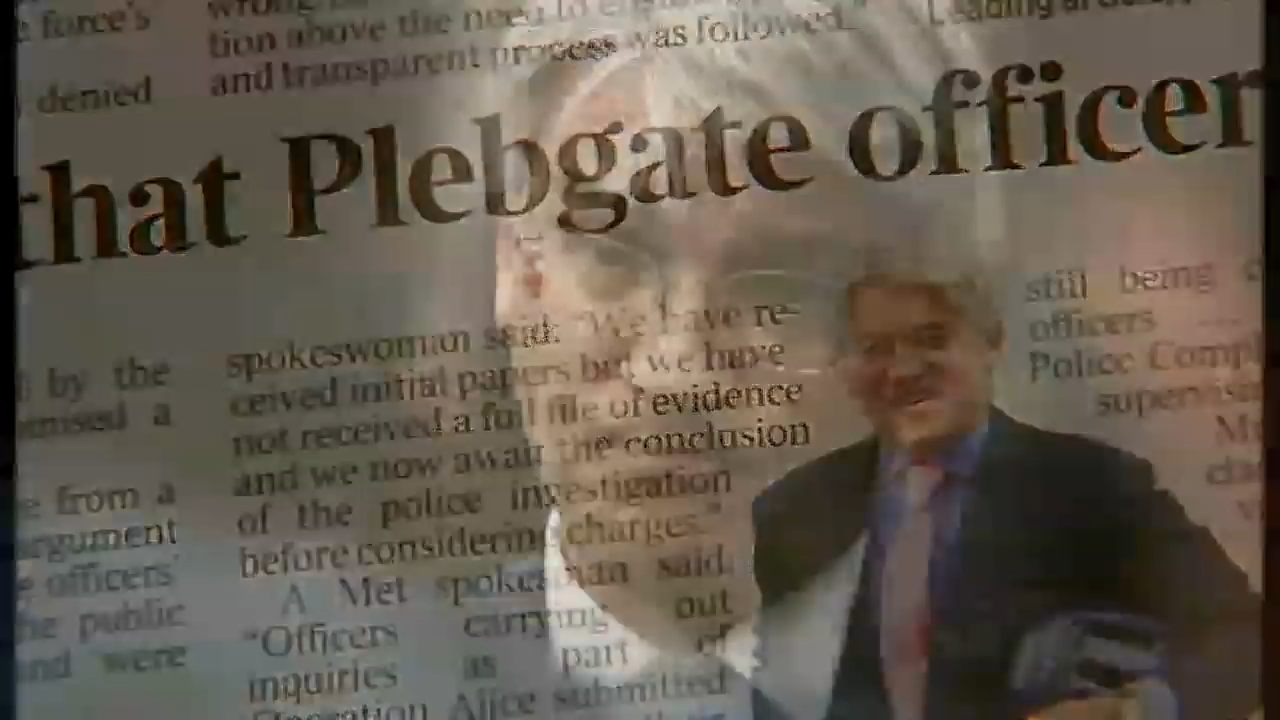 force's
denied
tion above the need to
and transparent process was followed."
that Plebgate officer
by the
a
from a
argument
officers'
public
and were
spokeswoman said: "We have re-
ceived initial papers but we have
not received a full file of evidence
and we now await the conclusion
of the police investigation
before considering charges."
A Met spokesman said:
"Officers carrying out
inquiries as part of
Operation Alice submitted
still being
officers
Police Compl
supervis